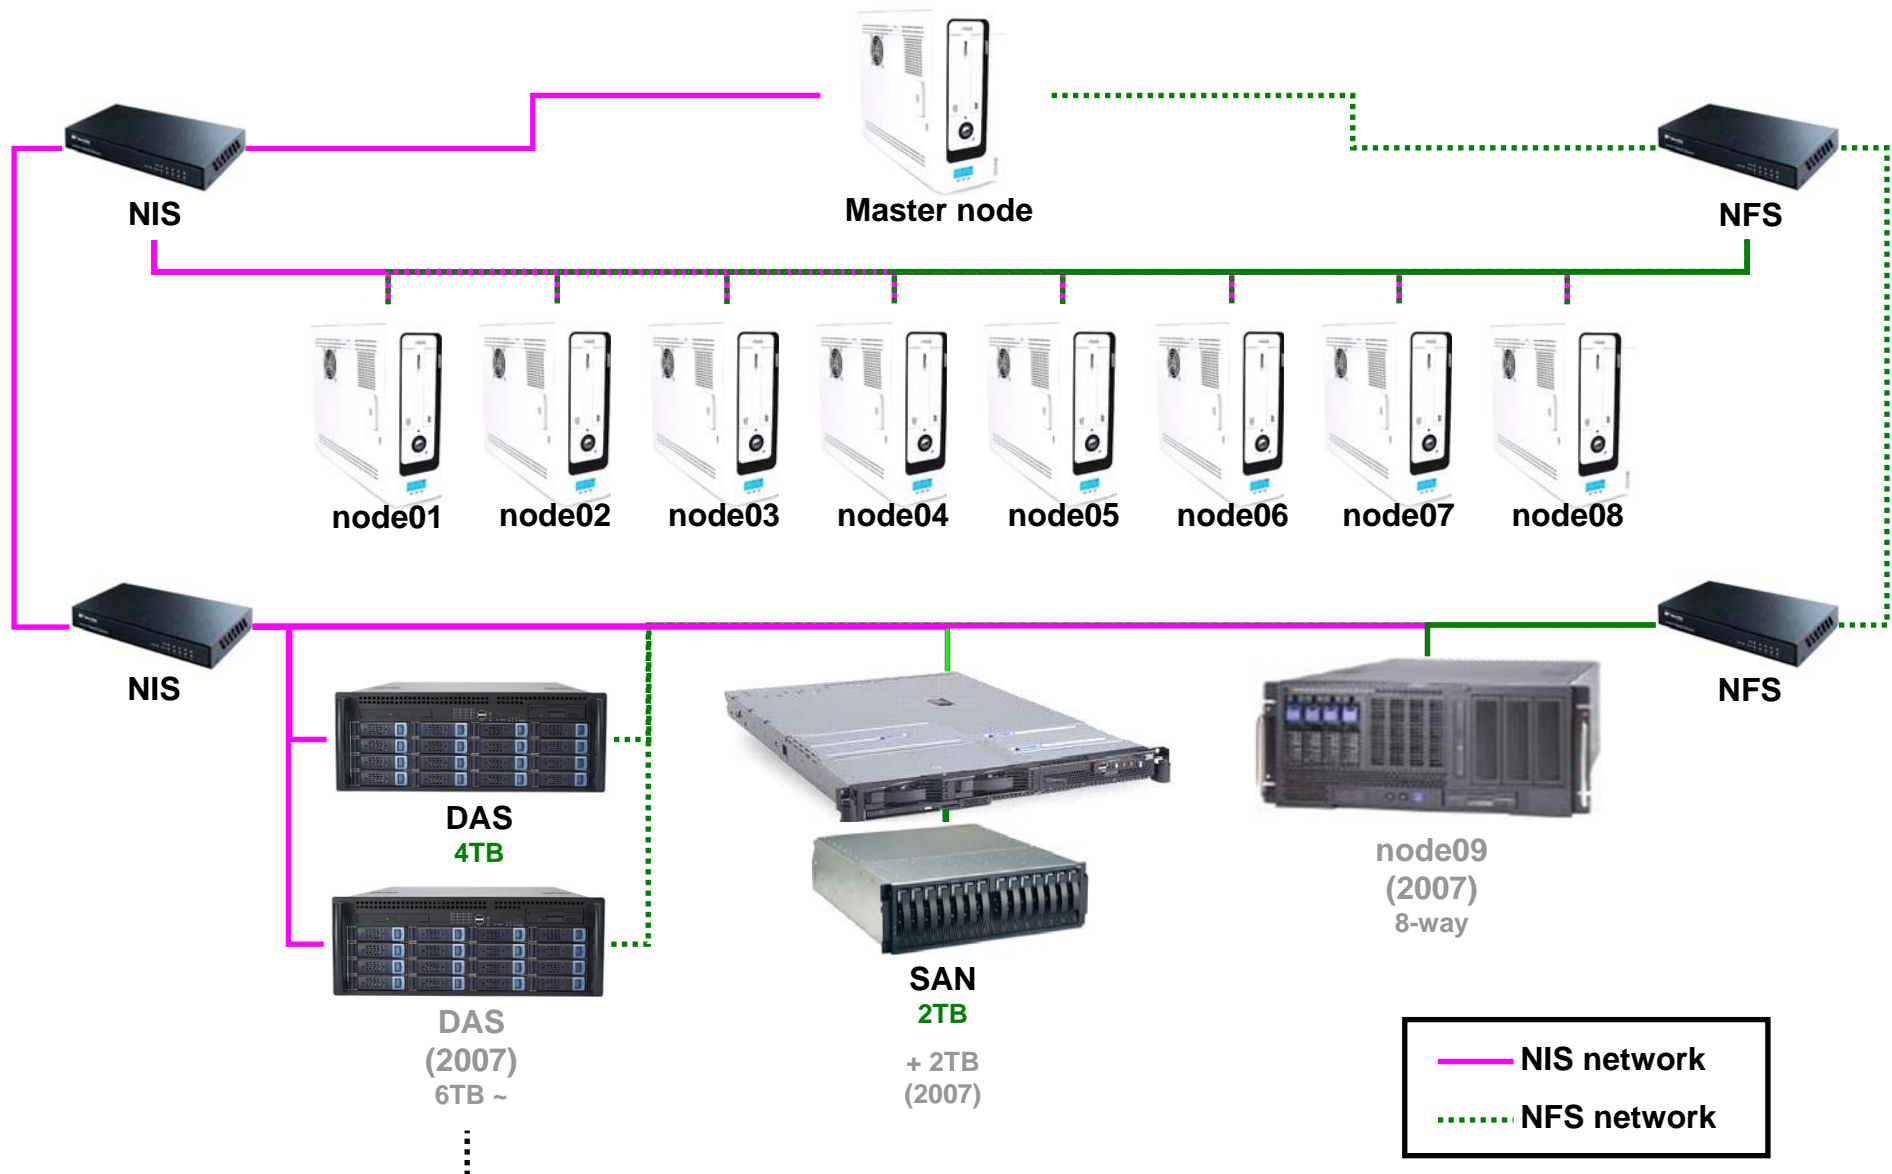 Master node
NIS
NFS
node01
node02
node03
node04
node05
node06
node07
node08
NIS
NFS
DAS
4TB
DAS
(2007)
6TB ~
SAN
2TB
+ 2TB
(2007)
node09
(2007)
8-way
NIS network
NFS network